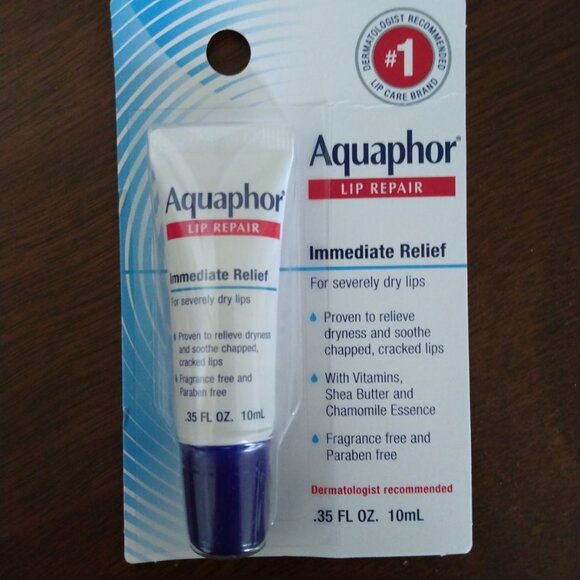 DERMATOLOGIST RECOMMENDED
#1
LIP CARE BRAND
Aquaphor®
LIP REPAIR
Immediate Relief
For severely dry lips
Proven to relieve
dryness and soothe
chapped, cracked lips
With Vitamins,
Shea Butter and
Chamomile Essence
Fragrance free and
Paraben free
Dermatologist recommended
.35 FL OZ. 10mL
Aquaphor®
LIP REPAIR
Immediate Relief
For severely dry lips
Proven to relieve dryness
and soothe chapped,
cracked lips
Fragrance free and
Paraben free
.35 FL OZ. 10mL